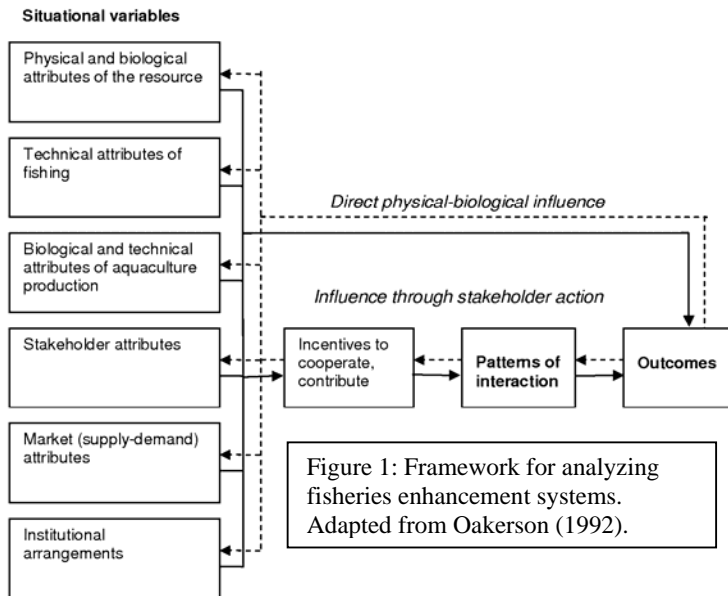 Situational variables
Physical and biological
attributes of the resource
Technical attributes of
fishing
Direct physical-biological influence
Biological and technical
attributes of aquaculture
production
Influence through stakeholder action
Stakeholder attributes
Incentives to
cooperate,
contribute
Patterns of
interaction
Outcomes
Market (supply-demand)
attributes
Institutional
arrangements
Figure 1: Framework for analyzing
fisheries enhancement systems.
Adapted from Oakerson (1992).